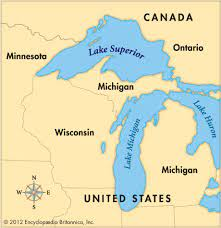 CANADA
Minnesota
Lake Superior
Ontario
Michigan
Wisconsin
Lake Michigan
Lake Huron
Michigan
N
W
E
S
UNITED STATES
© 2012 Encyclopædia Britannica, Inc.